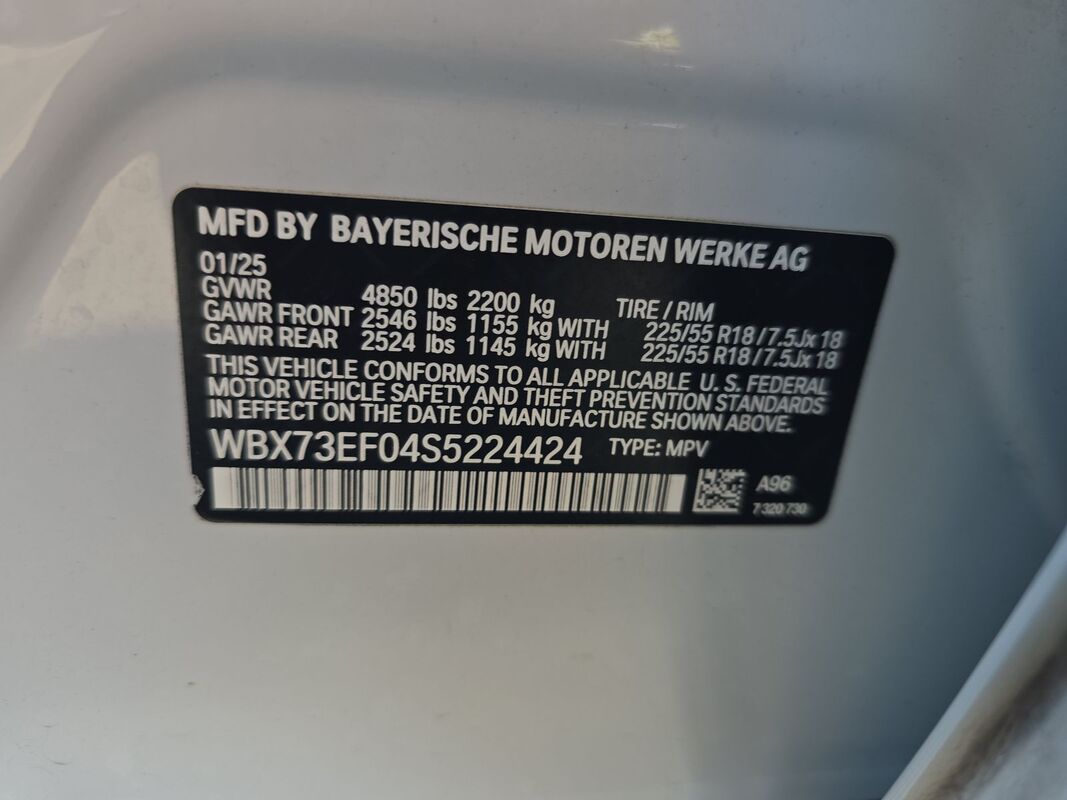 MFD BY BAYERISCHE MOTOREN WERKE AG
01/25
GVWR 4850 lbs 2200 kg TIRE / RIM
GAWR FRONT 2546 lbs 1155 kg WITH 225/55 R18 / 7.5Jx18
GAWR REAR 2524 lbs 1145 kg WITH 225/55 R18 / 7.5Jx18
THIS VEHICLE CONFORMS TO ALL APPLICABLE U. S. FEDERAL
MOTOR VEHICLE SAFETY AND THEFT PREVENTION STANDARDS
IN EFFECT ON THE DATE OF MANUFACTURE SHOWN ABOVE.
WBX73EF04S5224424 TYPE: MPV
A96
7 320 730